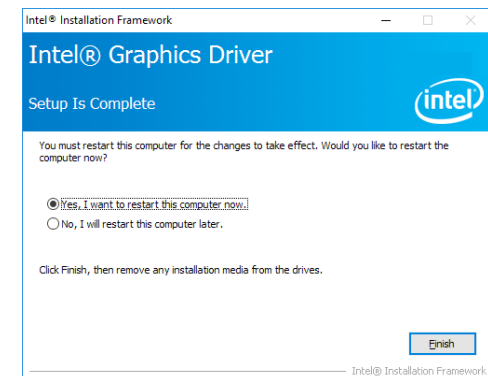 Intel® Installation Framework
Intel® Graphics Driver
Setup Is Complete
intel
You must restart this computer for the changes to take effect. Would you like to restart the
computer now?
Yes, I want to restart this computer now.
No, I will restart this computer later.
Click Finish, then remove any installation media from the drives.
Finish
Intel® Installation Framework